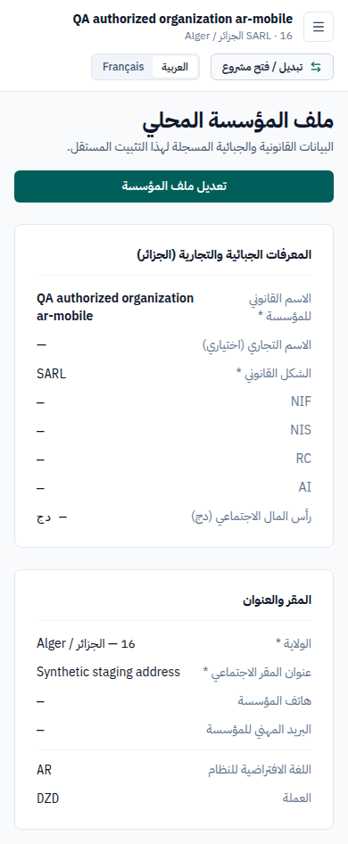 QA authorized organization ar-mobile
SARL · 16 الجزائر / Alger
تبديل / فتح مشروع
العربية
Français
ملف المؤسسة المحلي
البيانات القانونية والجبائية المسجلة لهذا التثبيت المستقل.
تعديل ملف المؤسسة
المعرفات الجبائية والتجارية (الجزائر)
الاسم القانوني للمؤسسة * QA authorized organization ar-mobile
الاسم التجاري (اختياري) —
الشكل القانوني * SARL
NIF —
NIS —
RC —
AI —
رأس المال الاجتماعي (دج) — دج
المقر والعنوان
الولاية * 16 — الجزائر / Alger
عنوان المقر الاجتماعي * Synthetic staging address
هاتف المؤسسة —
البريد المهني للمؤسسة —
اللغة الافتراضية للنظام AR
العملة DZD